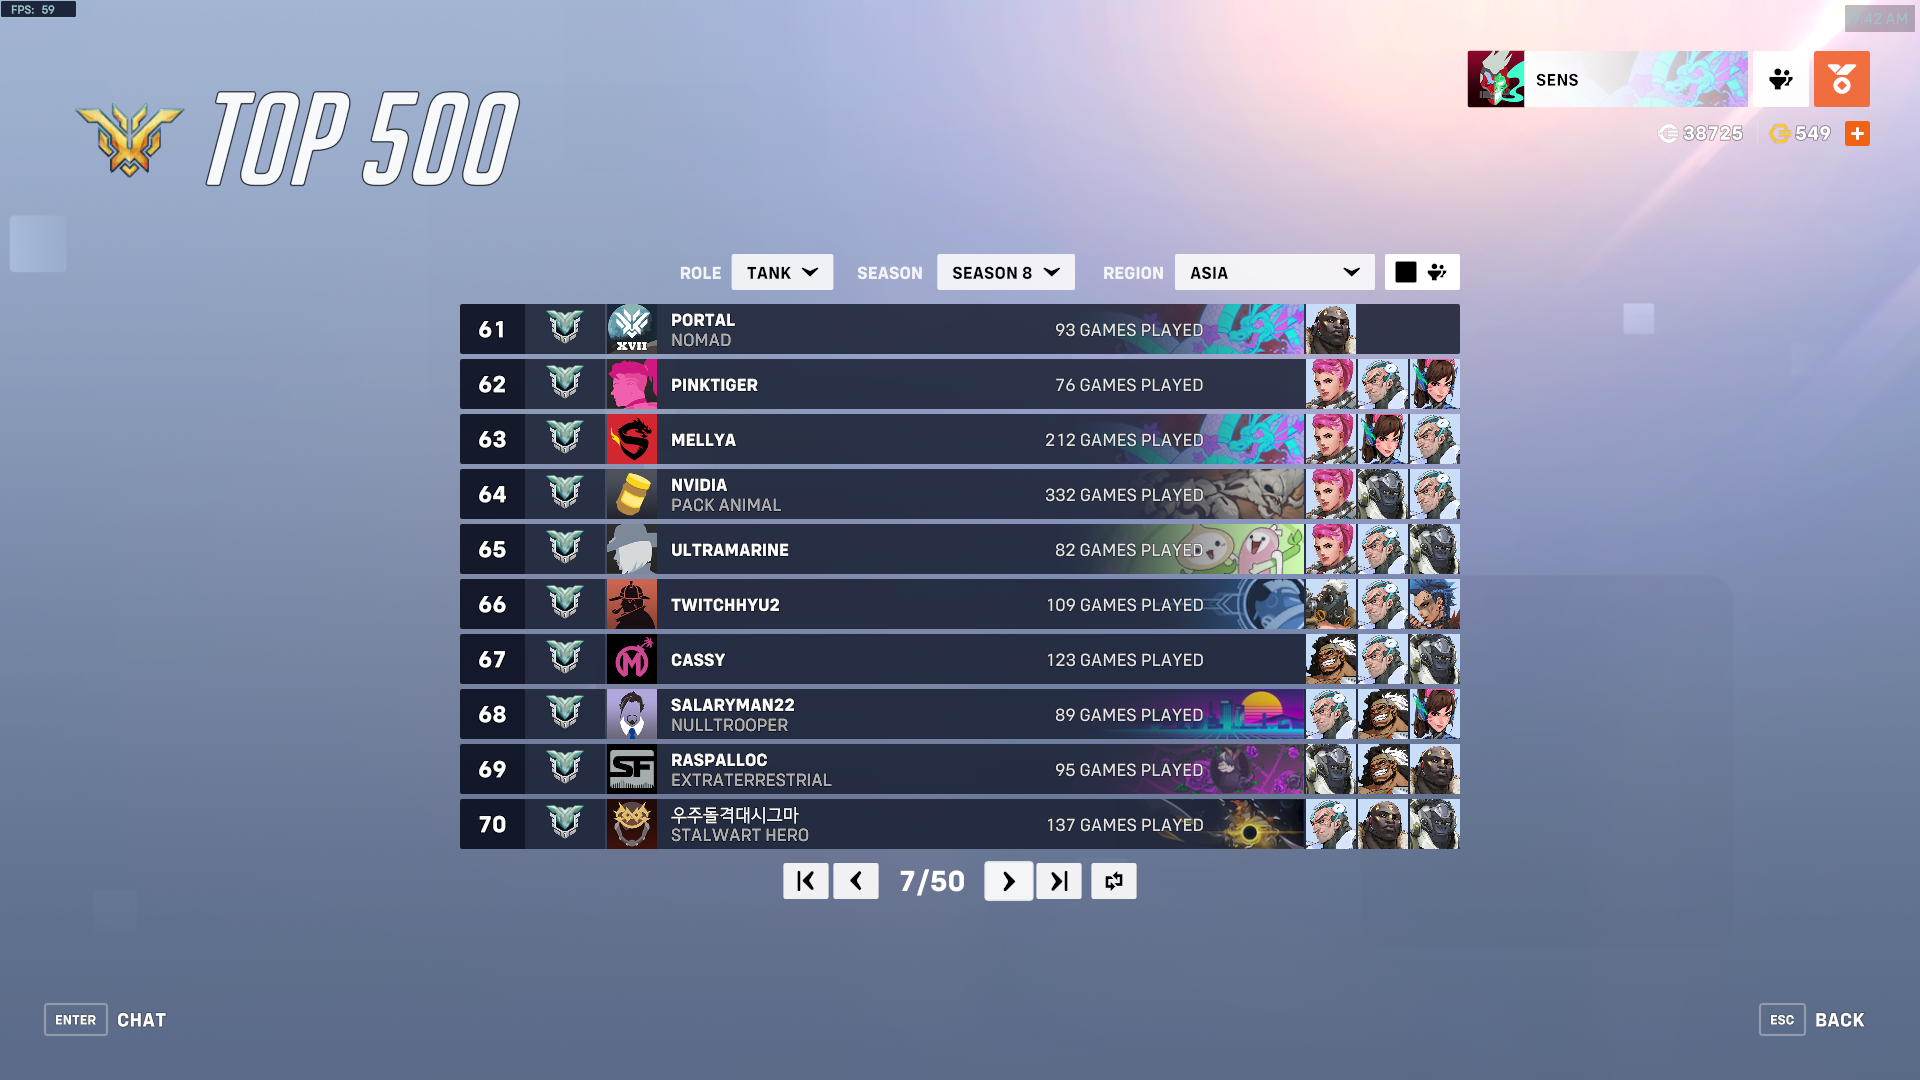 FPS: 59
:42 AM
TOP 500
SENS
38725
549
ROLE TANK SEASON SEASON 8 REGION ASIA
61 XVII PORTAL NOMAD 93 GAMES PLAYED
62 PINKTIGER 76 GAMES PLAYED
63 MELLYA 212 GAMES PLAYED
64 NVIDIA PACK ANIMAL 332 GAMES PLAYED
65 ULTRAMARINE 82 GAMES PLAYED
66 TWITCHHYU2 109 GAMES PLAYED
67 M CASSY 123 GAMES PLAYED
68 SALARYMAN22 NULLTROOPER 89 GAMES PLAYED
69 SF RASPALLOC EXTRATERRESTRIAL 95 GAMES PLAYED
70 우주돌격대시그마 STALWART HERO 137 GAMES PLAYED
7/50
ENTER CHAT
ESC BACK